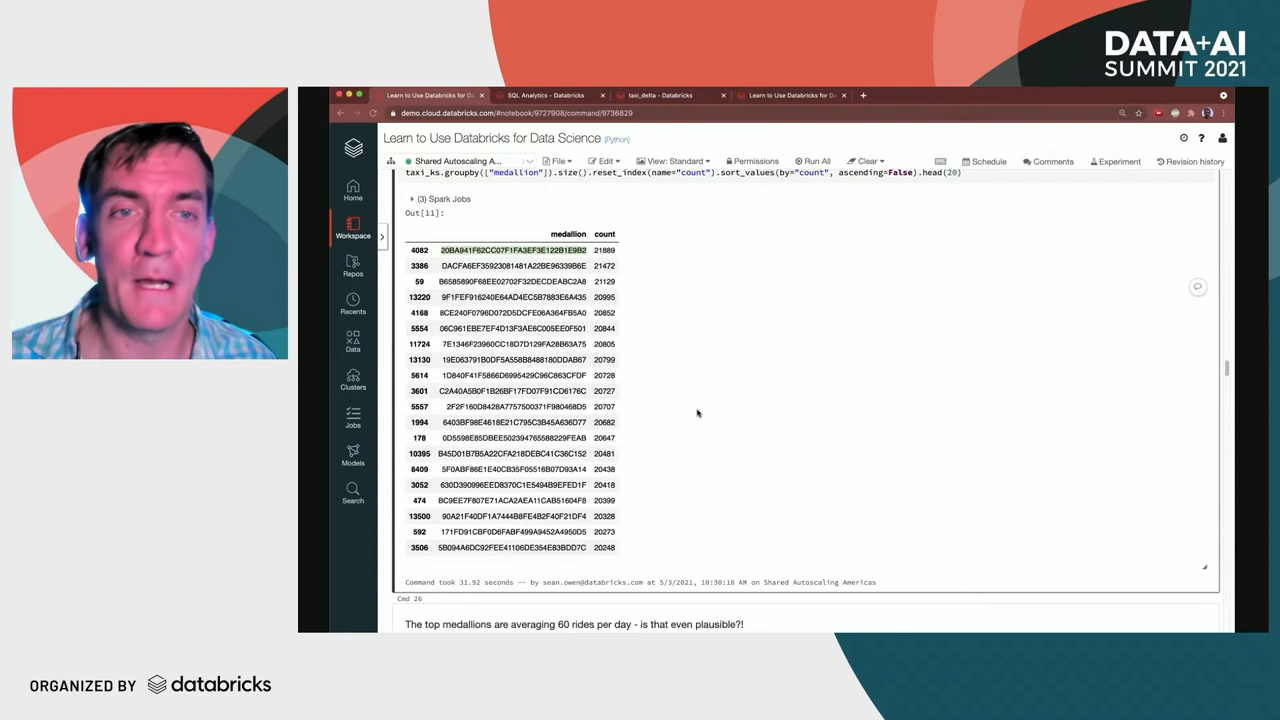 DATA+AI
SUMMIT 2021
Learn to Use Databricks for D
SQL Analytics - Databricks
taxi_delta - Databricks
Learn to Use Databricks for D
demo.cloud.databricks.com/#notebook/9727908/command/9736829
Learn to Use Databricks for Data Science (Python)
Shared Autoscaling A...
File
Edit
View: Standard
Permissions
Run All
Clear
Schedule
Comments
Experiment
Revision history
Home
Workspace
Repos
Recents
Data
Clusters
Jobs
Models
Search
taxi_ks.groupby(["medallion"]).size().reset_index(name="count").sort_values(by="count", ascending=False).head(20)
(3) Spark Jobs
Out[11]:
medallion count
4082 20BA941F62CC07F1FA3EF3E122B1E9B2 21889
3386 DACFA6EF35923081481A22BE96339B6E 21472
59 B6585890F68EE02702F32DECDEABC2A8 21129
13220 9F1FEF916240E64AD4EC5B7883E6A435 20995
4168 8CE240F0796D072D5DCFE06A364FB5A0 20852
5554 06C961EBE7EF4D13F3AE6C005EE0F501 20844
11724 7E1346F23960CC18D7D129FA28B63A75 20805
13130 19E063791B0DF5A558B8488180DDAB67 20799
5614 1D840F41F5866D6995429C96C863CFDF 20728
3601 C2A40A5B0F1B26BF17FD07F91CD6176C 20727
5557 2F2F160D8428A7757500371F980468D5 20707
1994 6403BF98E4618E21C795C3B45A636D77 20682
178 0D5598E85DBEE502394765588229FEAB 20647
10395 B45D01B7B5A22CFA218DEBC41C36C152 20481
8409 5F0ABF86E1E40CB35F05516B07D93A14 20438
3052 630D390996EED8370C1E5494B9EFED1F 20418
474 BC9EE7F807E71ACA2AEA11CAB51604F8 20399
13500 90A21F40DF1A7444B8FE4B2F40F21DF4 20328
592 171FD91CBF0D6FABF499A9452A4950D5 20273
3506 5B094A6DC92FEE41106DE354E83BDD7C 20248
Command took 31.92 seconds -- by sean.owen@databricks.com at 5/3/2021, 10:30:18 AM on Shared Autoscaling Americas
Cmd 26
The top medallions are averaging 60 rides per day - is that even plausible?!
ORGANIZED BY databricks